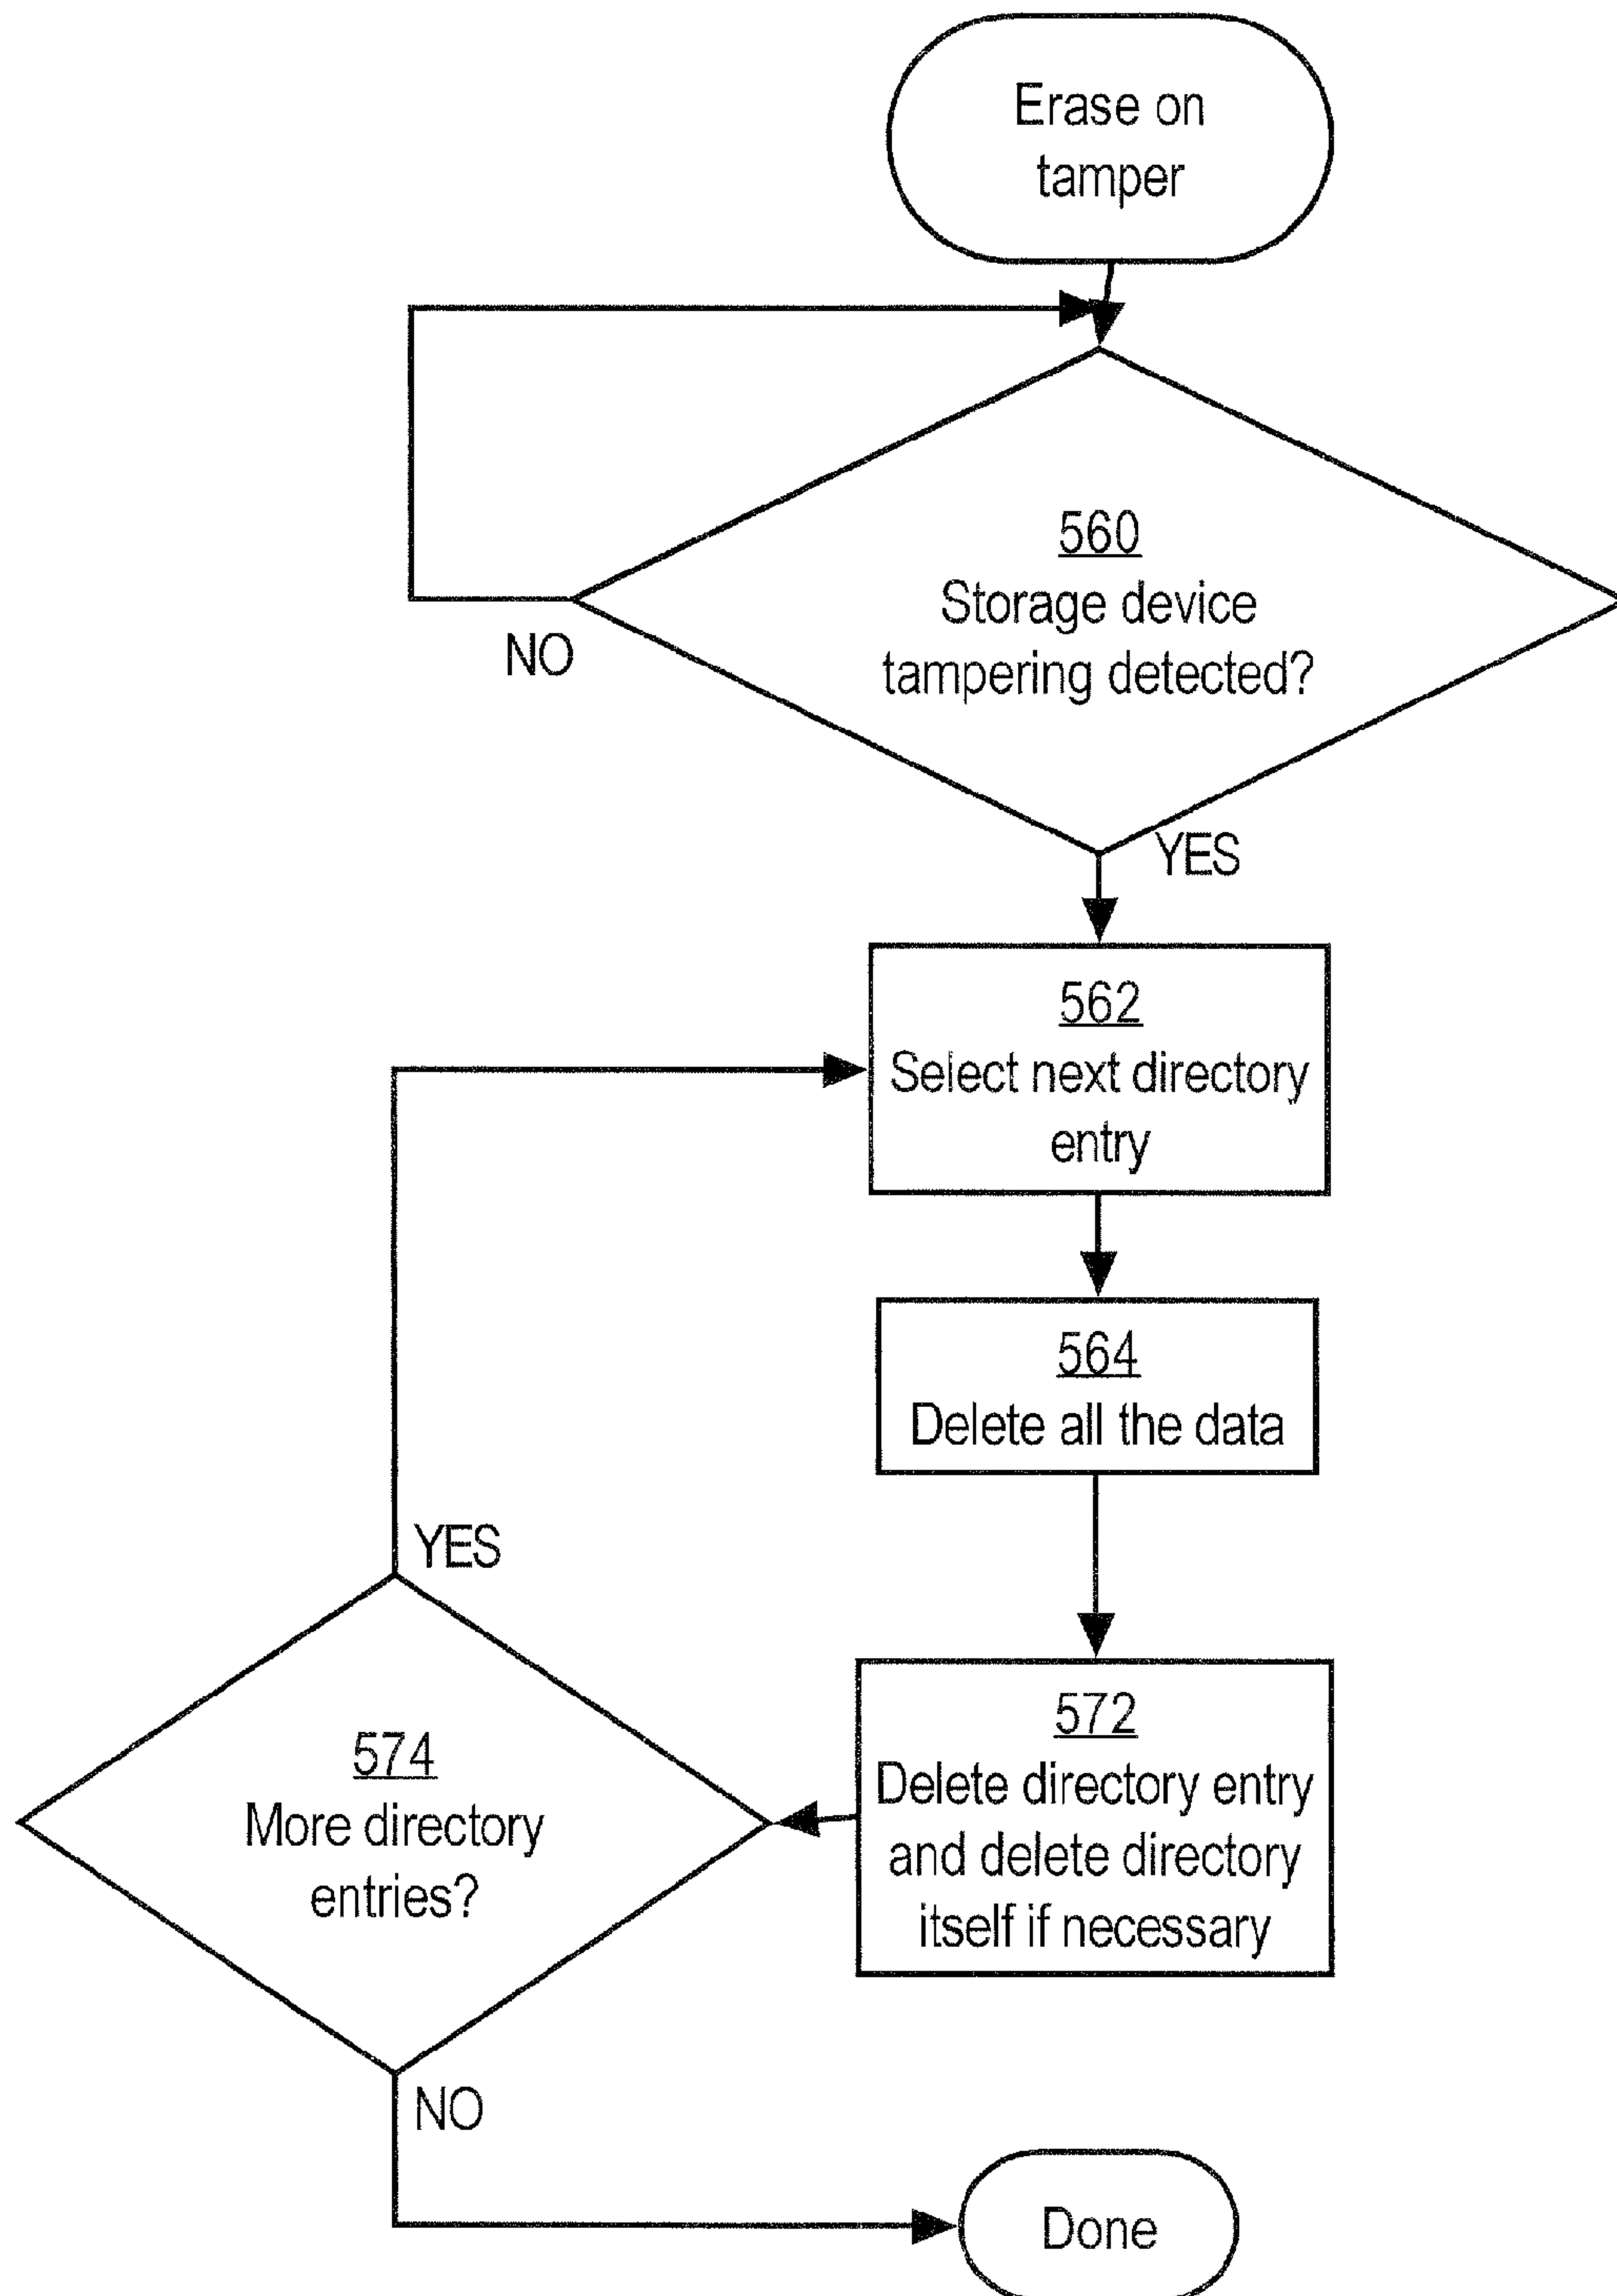 Erase on
tamper
560
Storage device
tampering detected?
NO
YES
562
Select next directory
entry
564
Delete all the data
YES
572
Delete directory entry
and delete directory
itself if necessary
574
More directory
entries?
NO
Done